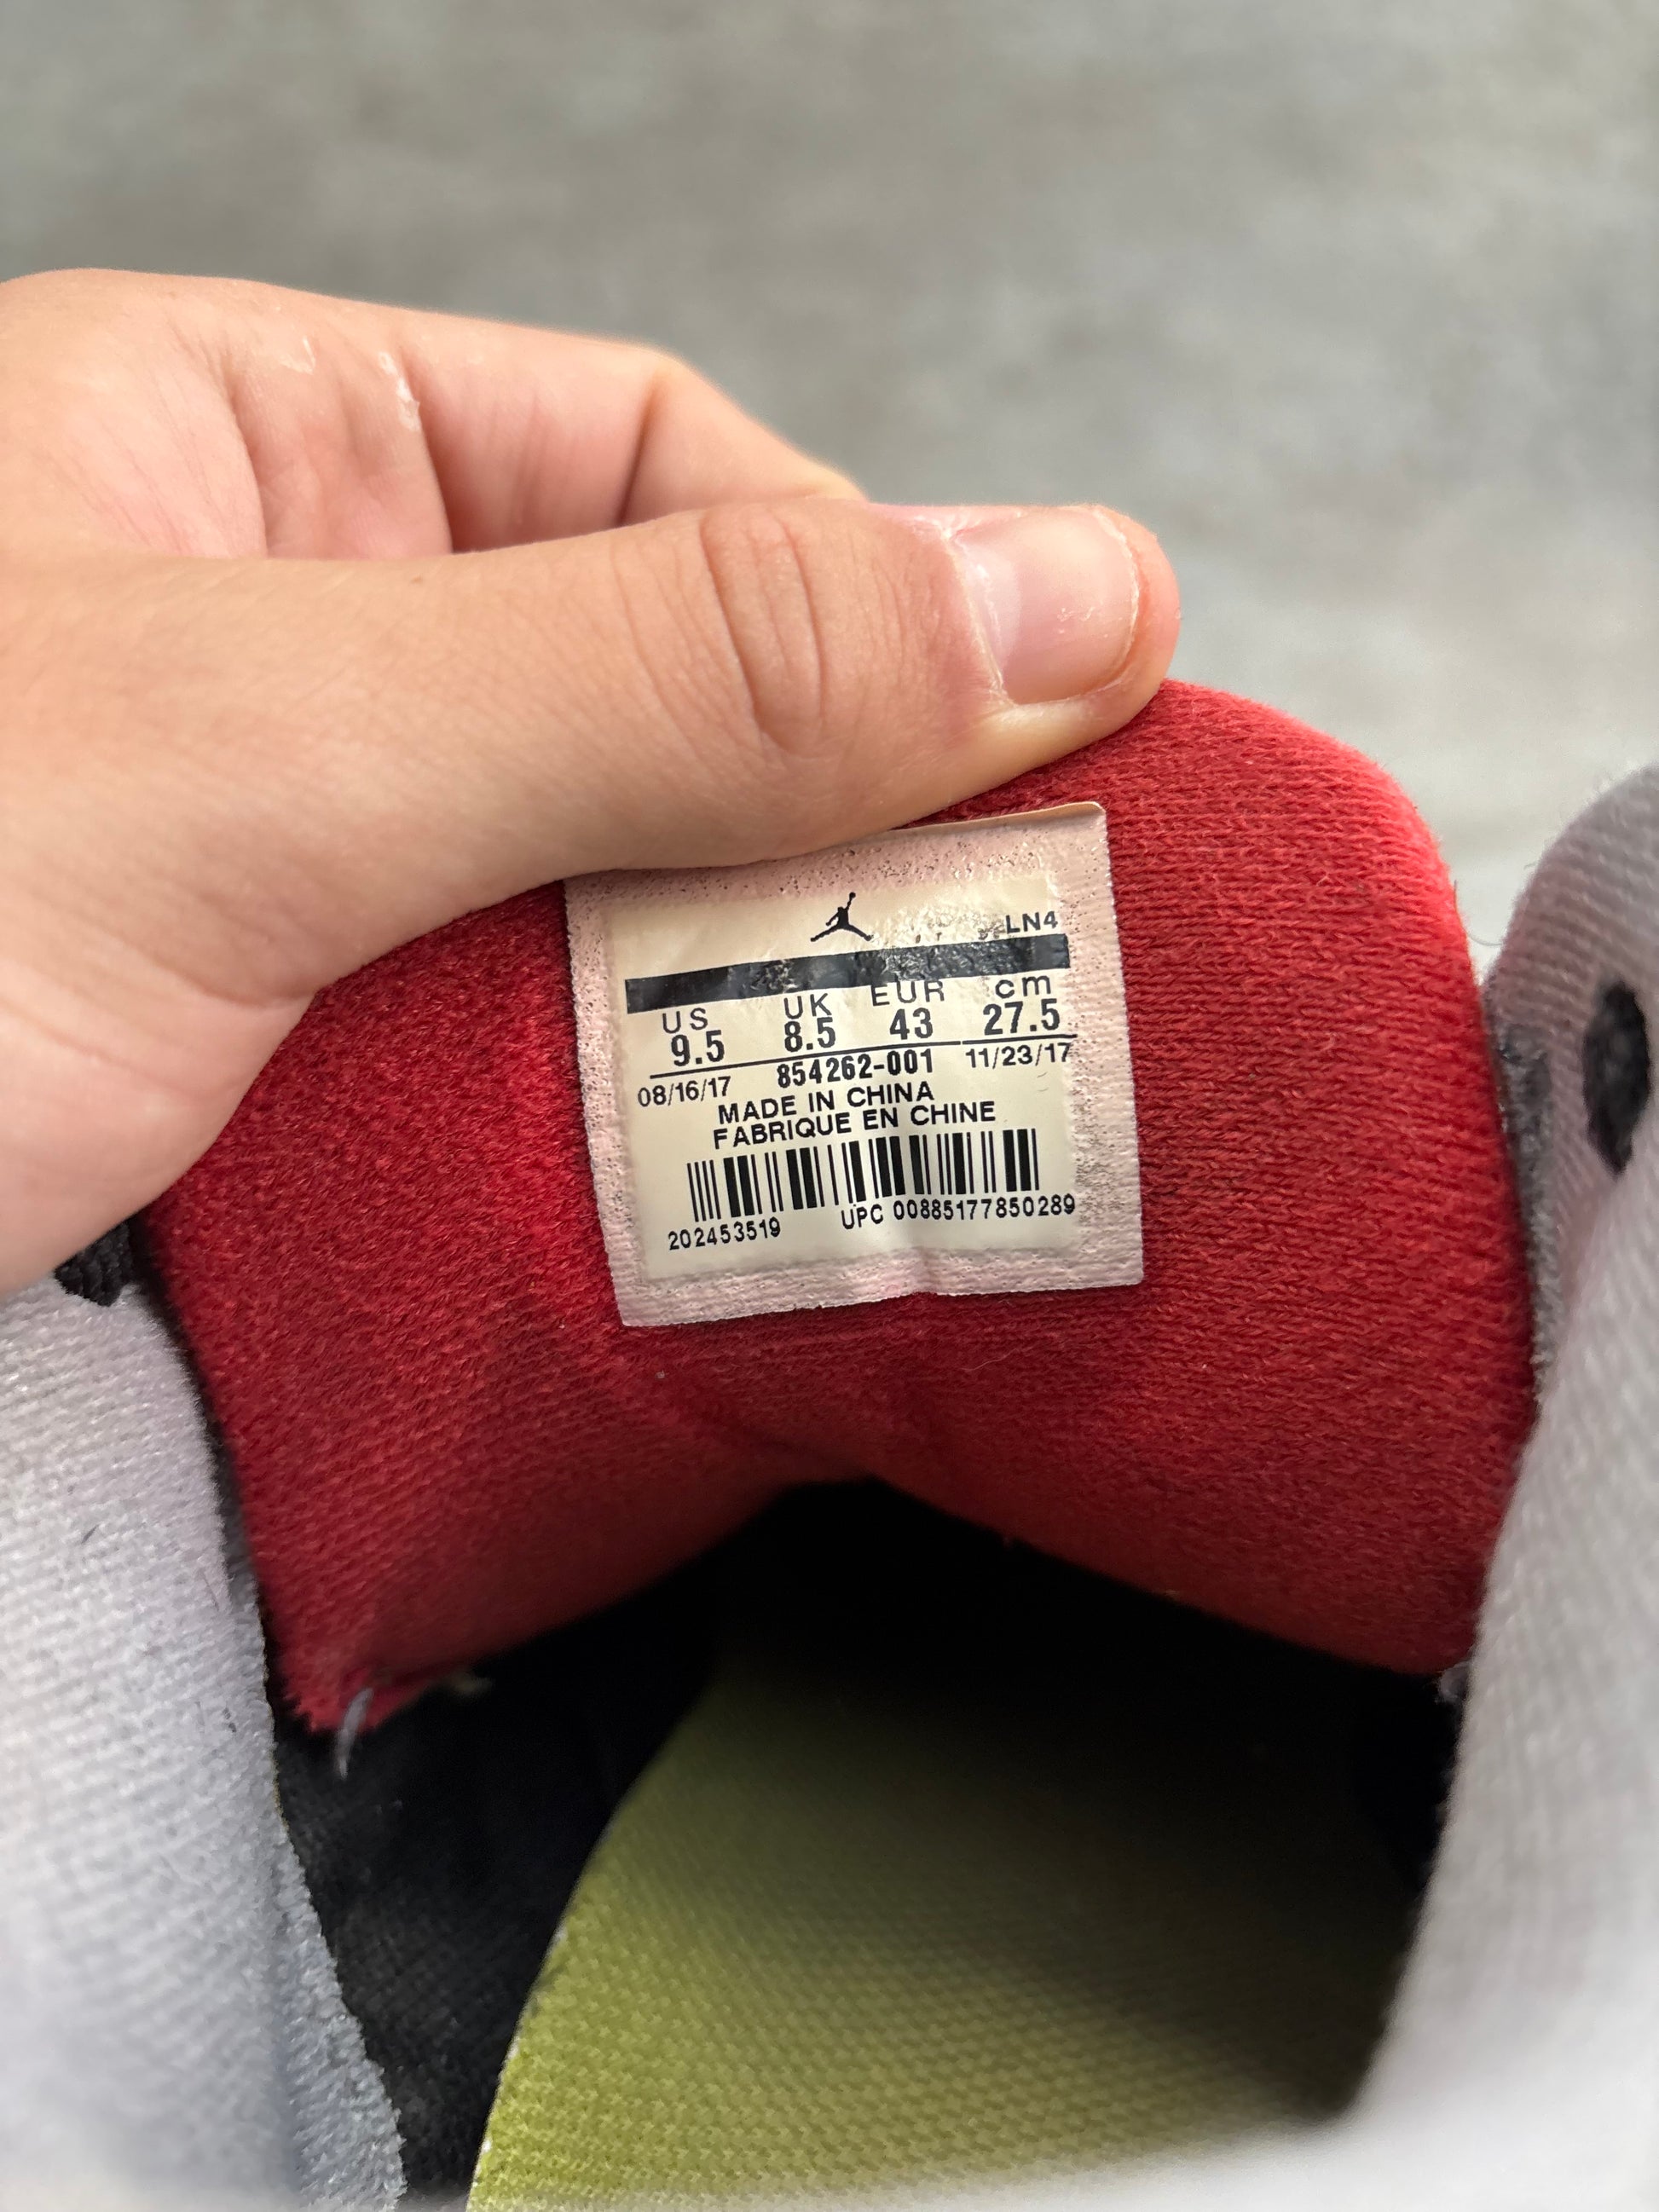 LN4
US UK EUR cm
9.5 8.5 43 27.5
08/16/17 854262-001 11/23/17
MADE IN CHINA
FABRIQUE EN CHINE
202453519 UPC 00885177850289